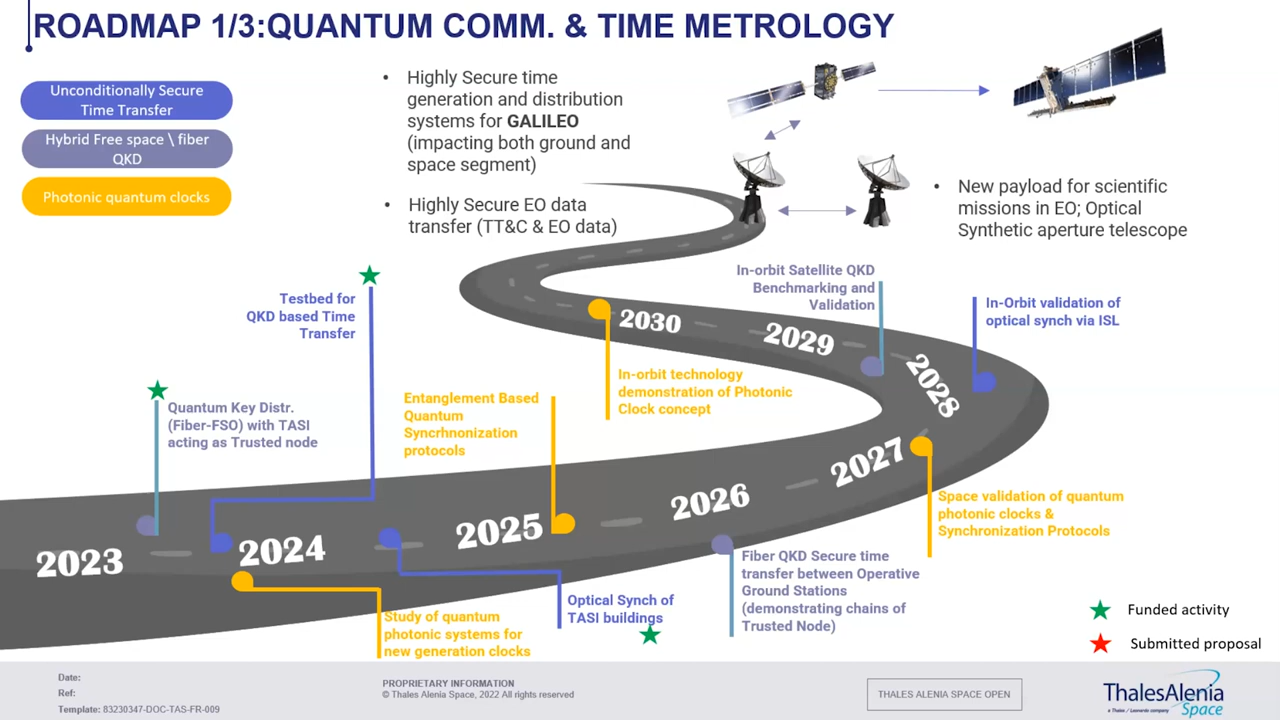 ROADMAP 1/3:QUANTUM COMM. & TIME METROLOGY
Unconditionally Secure
Time Transfer
Hybrid Free space \ fiber
QKD
Photonic quantum clocks
• Highly Secure time
generation and distribution
systems for GALILEO
(impacting both ground and
space segment)
• Highly Secure EO data
transfer (TT&C & EO data)
• New payload for scientific
missions in EO; Optical
Synthetic aperture telescope
Testbed for
QKD based Time
Transfer
In-orbit Satellite QKD
Benchmarking and
Validation
In-Orbit validation of
optical synch via ISL
2030
2029
2028
In-orbit technology
demonstration of Photonic
Clock concept
Quantum Key Distr.
(Fiber-FSO) with TASI
acting as Trusted node
Entanglement Based
Quantum
Syncrhnonization
protocols
2023
2024
2025
2026
2027
Space validation of quantum
photonic clocks &
Synchronization Protocols
Fiber QKD Secure time
transfer between Operative
Ground Stations
(demonstrating chains of
Trusted Node)
Optical Synch of
TASI buildings
Study of quantum
photonic systems for
new generation clocks
Funded activity
Submitted proposal
Date:
Ref:
Template: 83230347-DOC-TAS-FR-009
PROPRIETARY INFORMATION
© Thales Alenia Space, 2022 All rights reserved
THALES ALENIA SPACE OPEN
ThalesAlenia
a Thales / Leonardo company
Space